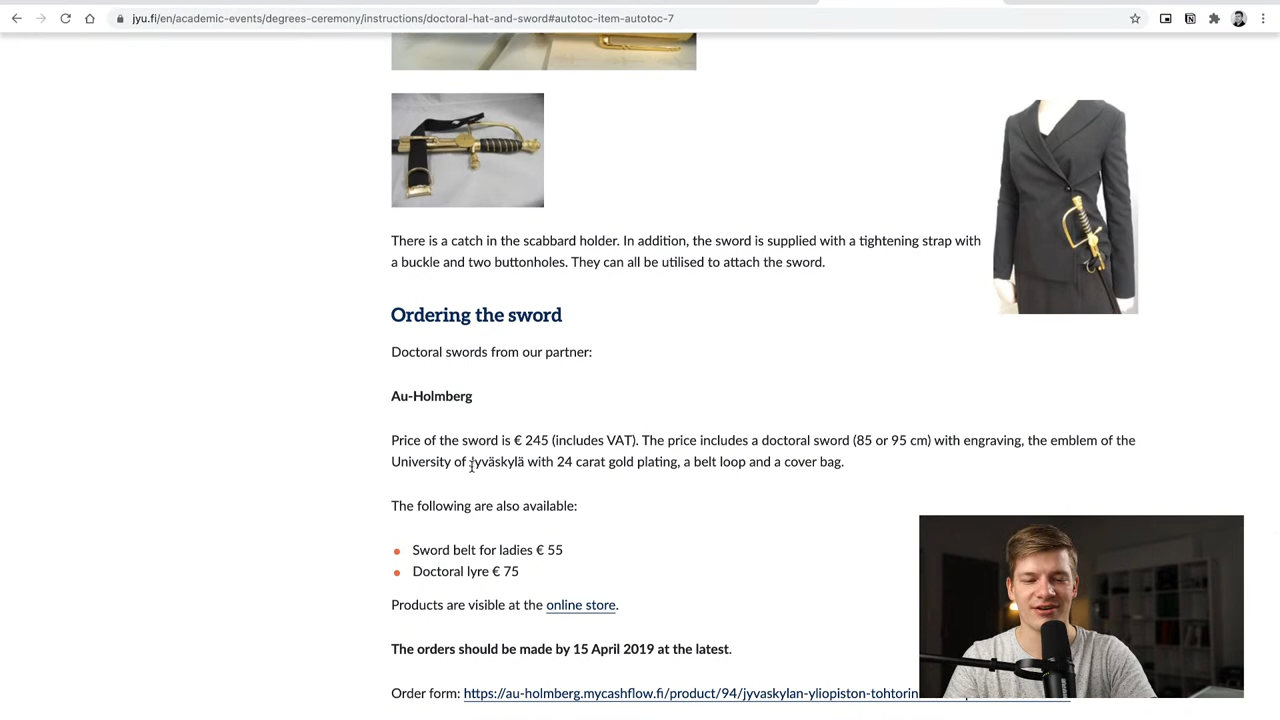 jyu.fi/en/academic-events/degrees-ceremony/instructions/doctoral-hat-and-sword#autotoc-item-autotoc-7
There is a catch in the scabbard holder. In addition, the sword is supplied with a tightening strap with
a buckle and two buttonholes. They can all be utilised to attach the sword.
Ordering the sword
Doctoral swords from our partner:
Au-Holmberg
Price of the sword is € 245 (includes VAT). The price includes a doctoral sword (85 or 95 cm) with engraving, the emblem of the
University of Jyväskylä with 24 carat gold plating, a belt loop and a cover bag.
The following are also available:
Sword belt for ladies € 55
Doctoral lyre € 75
Products are visible at the online store.
The orders should be made by 15 April 2019 at the latest.
Order form: https://au-holmberg.mycashflow.fi/product/94/jyvaskylan-yliopiston-tohtorin